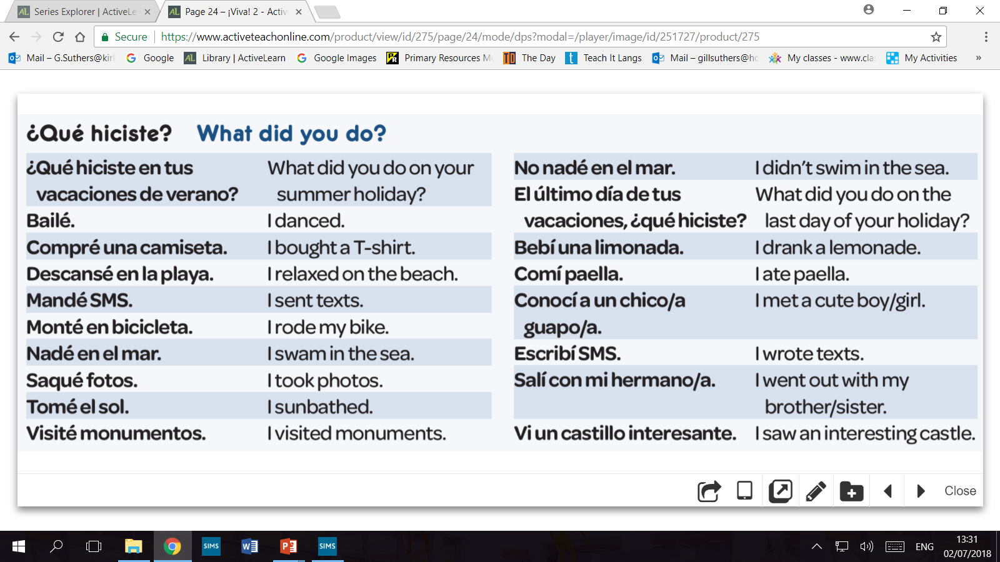 Series Explorer | ActiveLe
Page 24 – ¡Viva! 2 - Activ
Secure
https://www.activeteachonline.com/product/view/id/275/page/24/mode/dps?modal=/player/image/id/251727/product/275
Mail – G.Suthers@kirk
Google
Library | ActiveLearn
Google Images
Primary Resources M
The Day
Teach It Langs
Mail – gillsuthers@ho
My classes - www.clas
My Activities
»
¿Qué hiciste? What did you do?
¿Qué hiciste en tus What did you do on your
vacaciones de verano? summer holiday?
Bailé. I danced.
Compré una camiseta. I bought a T-shirt.
Descansé en la playa. I relaxed on the beach.
Mandé SMS. I sent texts.
Monté en bicicleta. I rode my bike.
Nadé en el mar. I swam in the sea.
Saqué fotos. I took photos.
Tomé el sol. I sunbathed.
Visité monumentos. I visited monuments.
No nadé en el mar. I didn't swim in the sea.
El último día de tus What did you do on the
vacaciones, ¿qué hiciste? last day of your holiday?
Bebí una limonada. I drank a lemonade.
Comí paella. I ate paella.
Conocí a un chico/a I met a cute boy/girl.
guapo/a.
Escribí SMS. I wrote texts.
Salí con mi hermano/a. I went out with my
brother/sister.
Vi un castillo interesante. I saw an interesting castle.
Close
SIMS
SIMS
ENG
13:31
02/07/2018